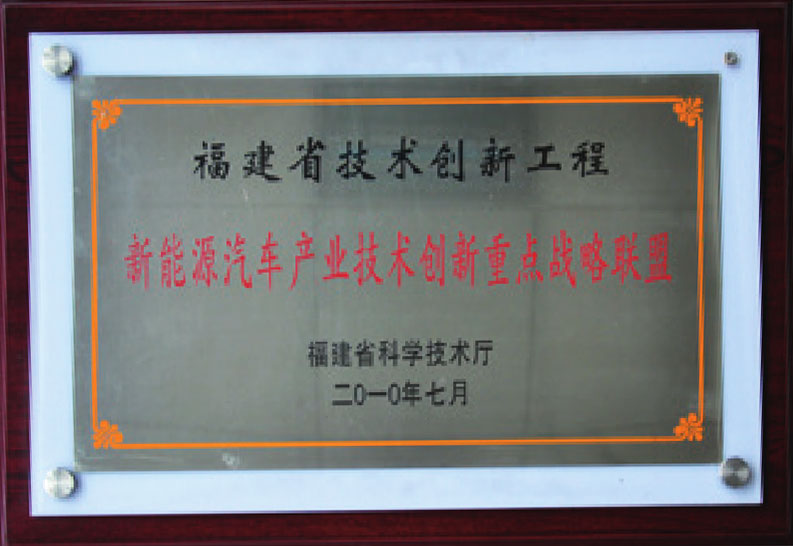 福建省技术创新工程
新能源汽车产业技术创新重点战略联盟
福建省科学技术厅
二0一0年七月